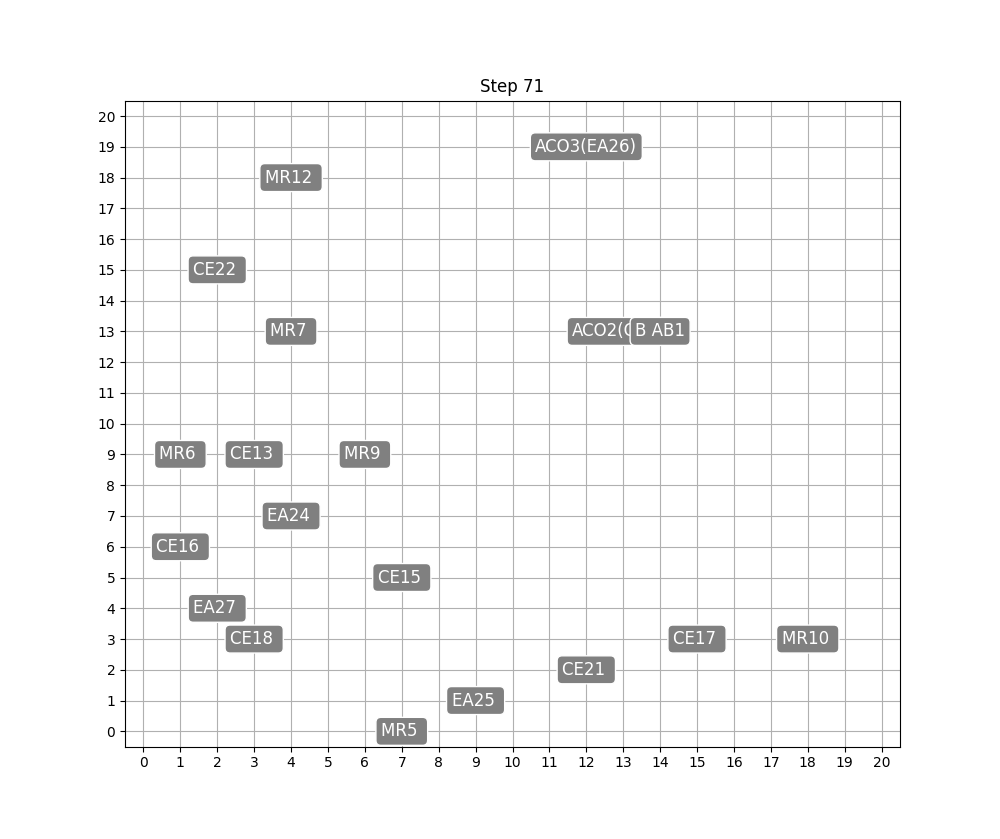 Step 71
20
19 ACO3(EA26)
18 MR12
17
16
15 CE22
14
13 MR7 B AB1
12
11
10
9 MR6 CE13 MR9
8
7 EA24
6 CE16
5 CE15
4 EA27
3 CE18 CE17 MR10
2 CE21
1 EA25
0 MR5
0 1 2 3 4 5 6 7 8 9 10 11 12 13 14 15 16 17 18 19 20